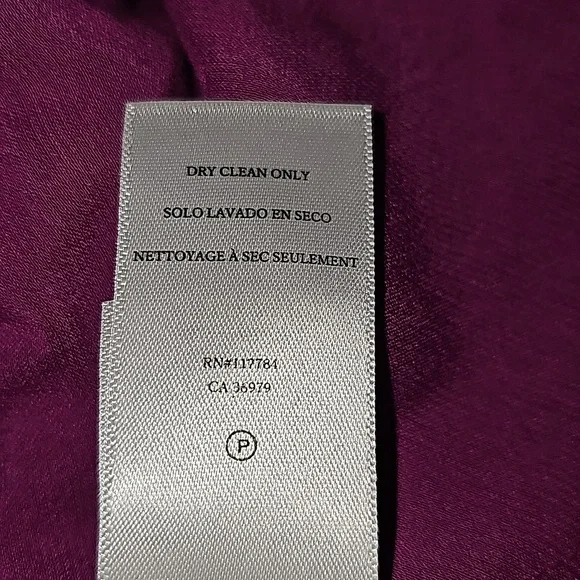 DRY CLEAN ONLY
SOLO LAVADO EN SECO
NETTOYAGE À SEC SEULEMENT
RN#117784
CA 36979
P